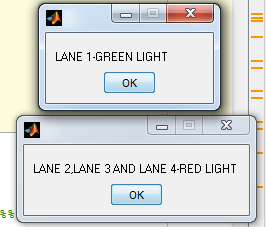 LANE 1-GREEN LIGHT
OK
LANE 2,LANE 3 AND LANE 4-RED LIGHT
OK
%%